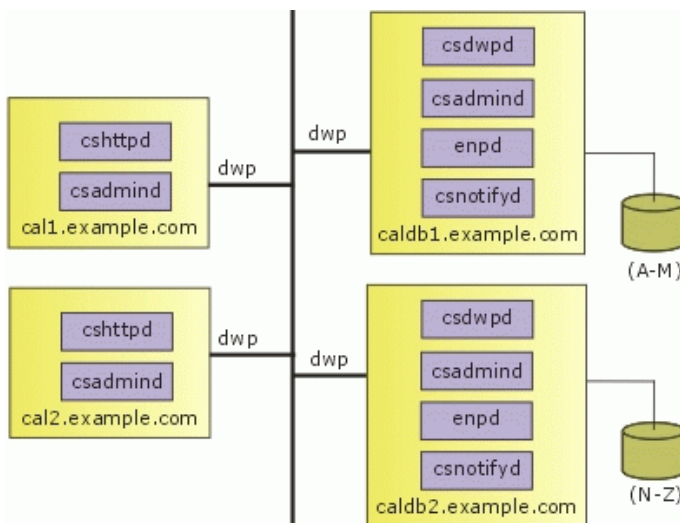 cshttpd
csadmind
cal1.example.com
dwp
dwp
csdwpd
csadmind
enpd
csnotifyd
caldb1.example.com
(A-M)
cshttpd
csadmind
cal2.example.com
dwp
dwp
csdwpd
csadmind
enpd
csnotifyd
caldb2.example.com
(N-Z)